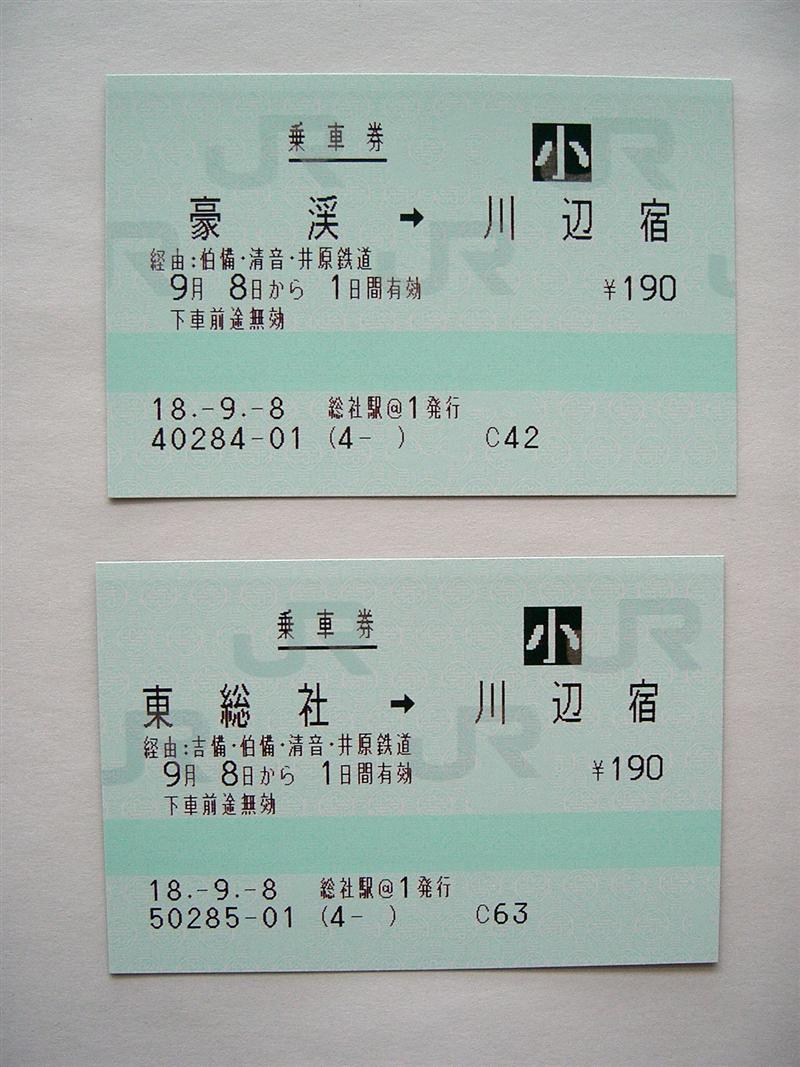 乗車券
小
豪渓 → 川辺宿
経由:伯備・清音・井原鉄道
9月 8日から 1日間有効 ¥190
下車前途無効
18.-9.-8 総社駅@1発行
40284-01 (4- ) C42
乗車券
小
東総社 → 川辺宿
経由:吉備・伯備・清音・井原鉄道
9月 8日から 1日間有効 ¥190
下車前途無効
18.-9.-8 総社駅@1発行
50285-01 (4- ) C63